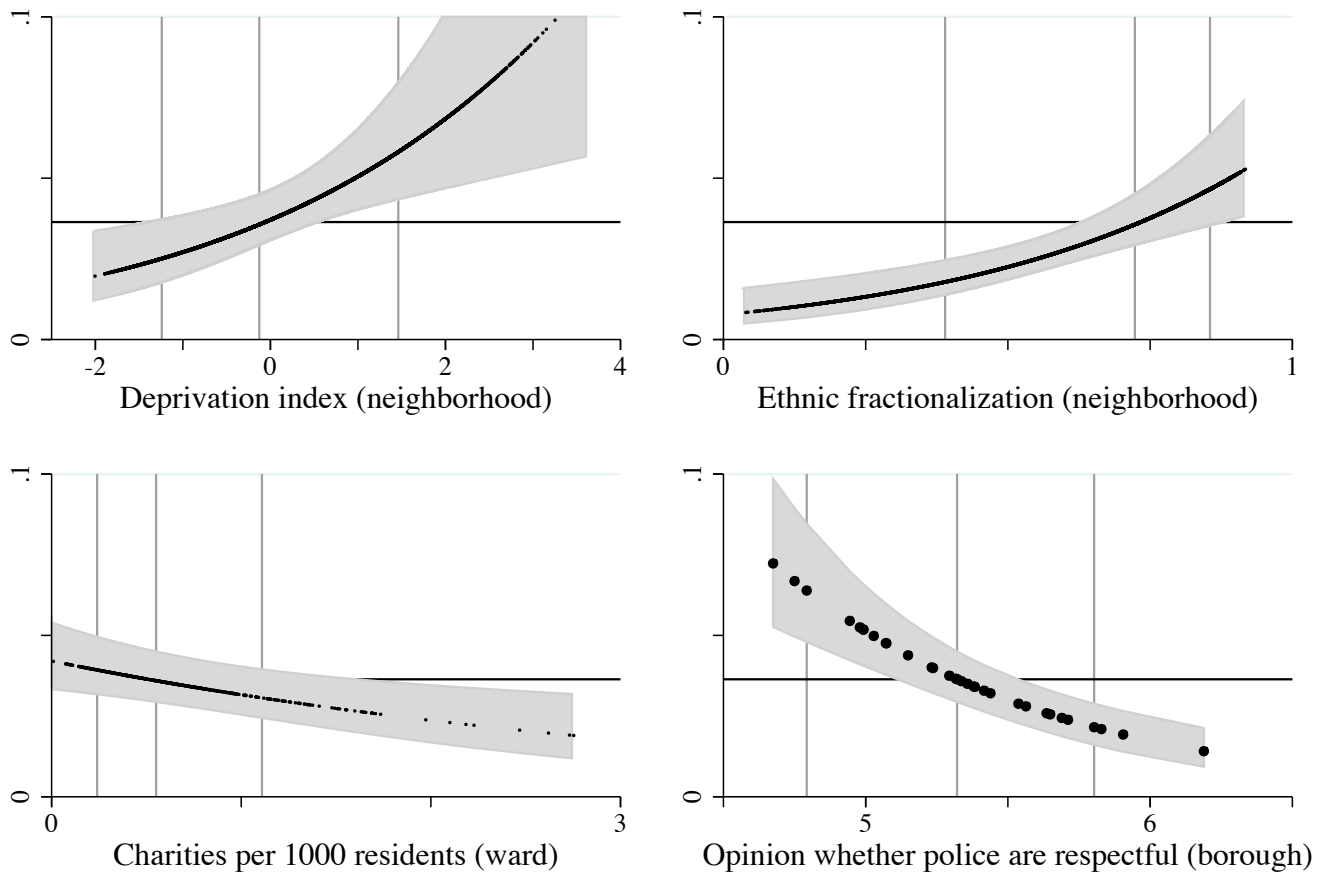 .1
0
-2 0 2 4
Deprivation index (neighborhood)
.1
0
0 1
Ethnic fractionalization (neighborhood)
.1
0
0 3
Charities per 1000 residents (ward)
.1
0
5 6
Opinion whether police are respectful (borough)